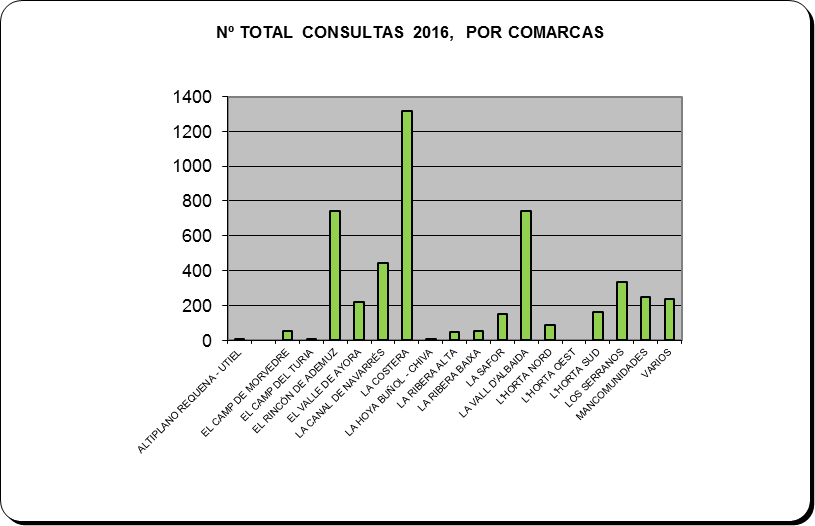 Nº TOTAL CONSULTAS 2016, POR COMARCAS
1400
1200
1000
800
600
400
200
0
ALTIPLANO REQUENA - UTIEL
EL CAMP DE MORVEDRE
EL CAMP DEL TURIA
EL RINCÓN DE ADEMUZ
EL VALLE DE AYORA
LA CANAL DE NAVARRÉS
LA COSTERA
LA HOYA BUÑOL - CHIVA
LA RIBERA ALTA
LA RIBERA BAIXA
LA SAFOR
LA VALL D'ALBAIDA
L'HORTA NORD
L'HORTA OEST
L'HORTA SUD
LOS SERRANOS
MANCOMUNIDADES
VARIOS